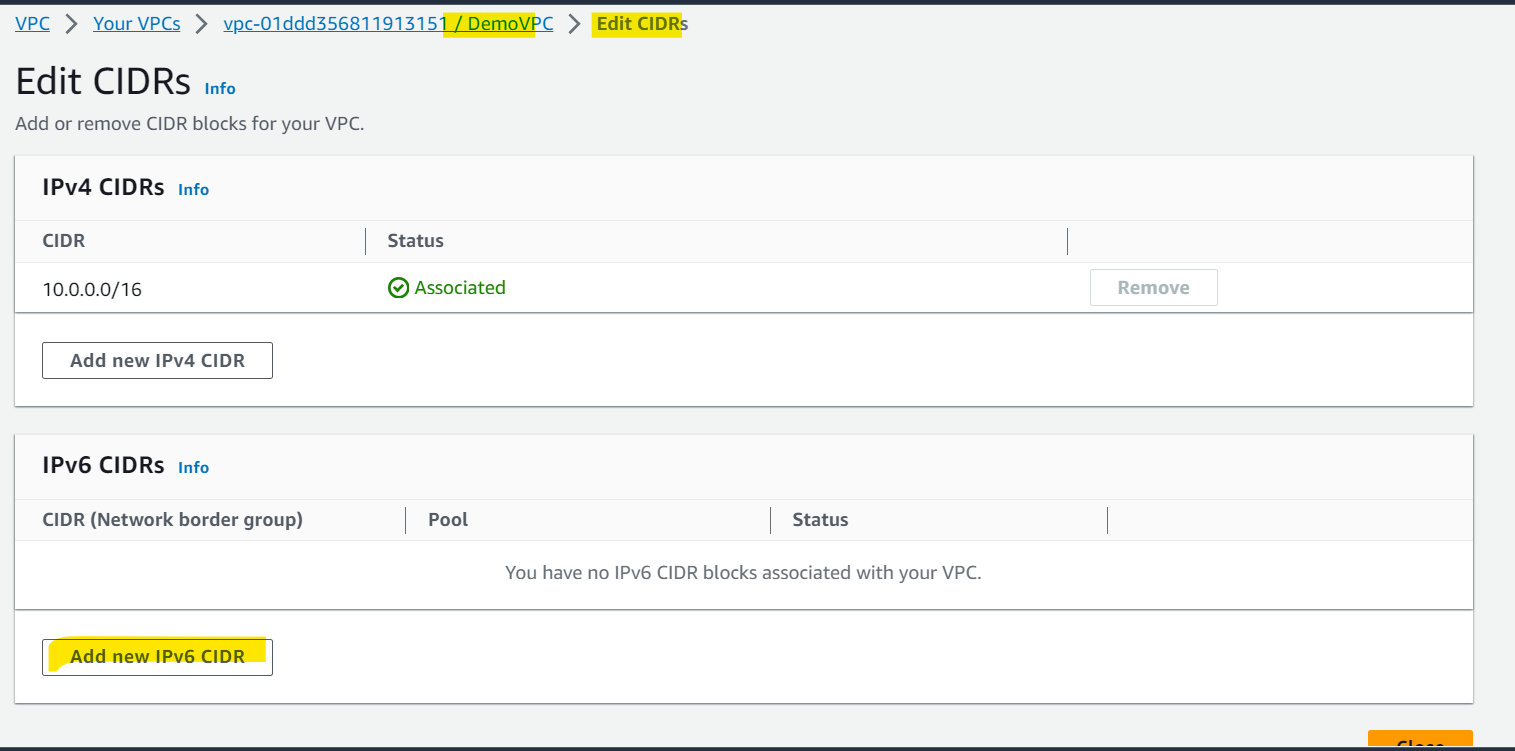 VPC > Your VPCs > vpc-01ddd356811913151 / DemoVPC > Edit CIDRs
Edit CIDRs Info
Add or remove CIDR blocks for your VPC.
IPv4 CIDRs Info
CIDR Status
10.0.0.0/16 Associated Remove
Add new IPv4 CIDR
IPv6 CIDRs Info
CIDR (Network border group) Pool Status
You have no IPv6 CIDR blocks associated with your VPC.
Add new IPv6 CIDR
Close